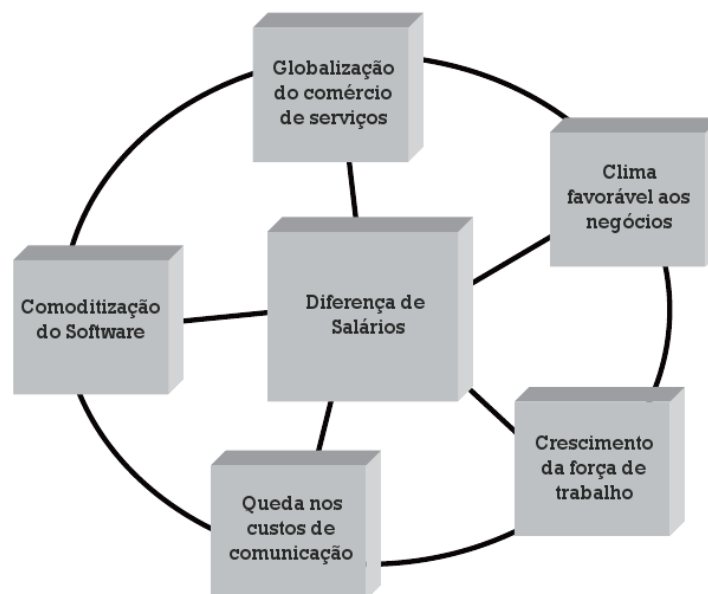 Globalização
do comércio
de serviços
Clima
favorável aos
negócios
Diferença de
Salários
Comoditização
do Software
Crescimento
da força de
trabalho
Queda nos
custos de
comunicação